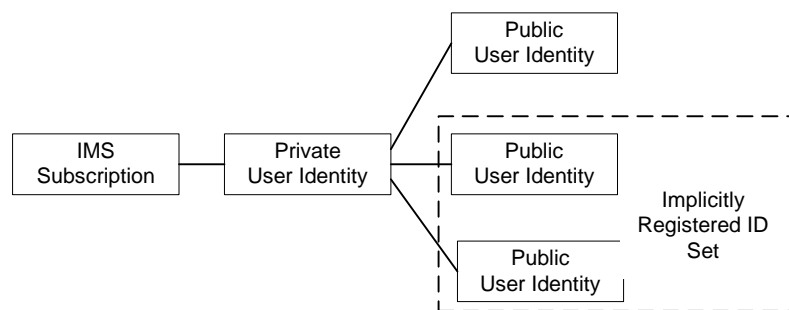 Public
User Identity
IMS
Subscription
Private
User Identity
Public
User Identity
Implicitly
Registered ID
Set
Public
User Identity